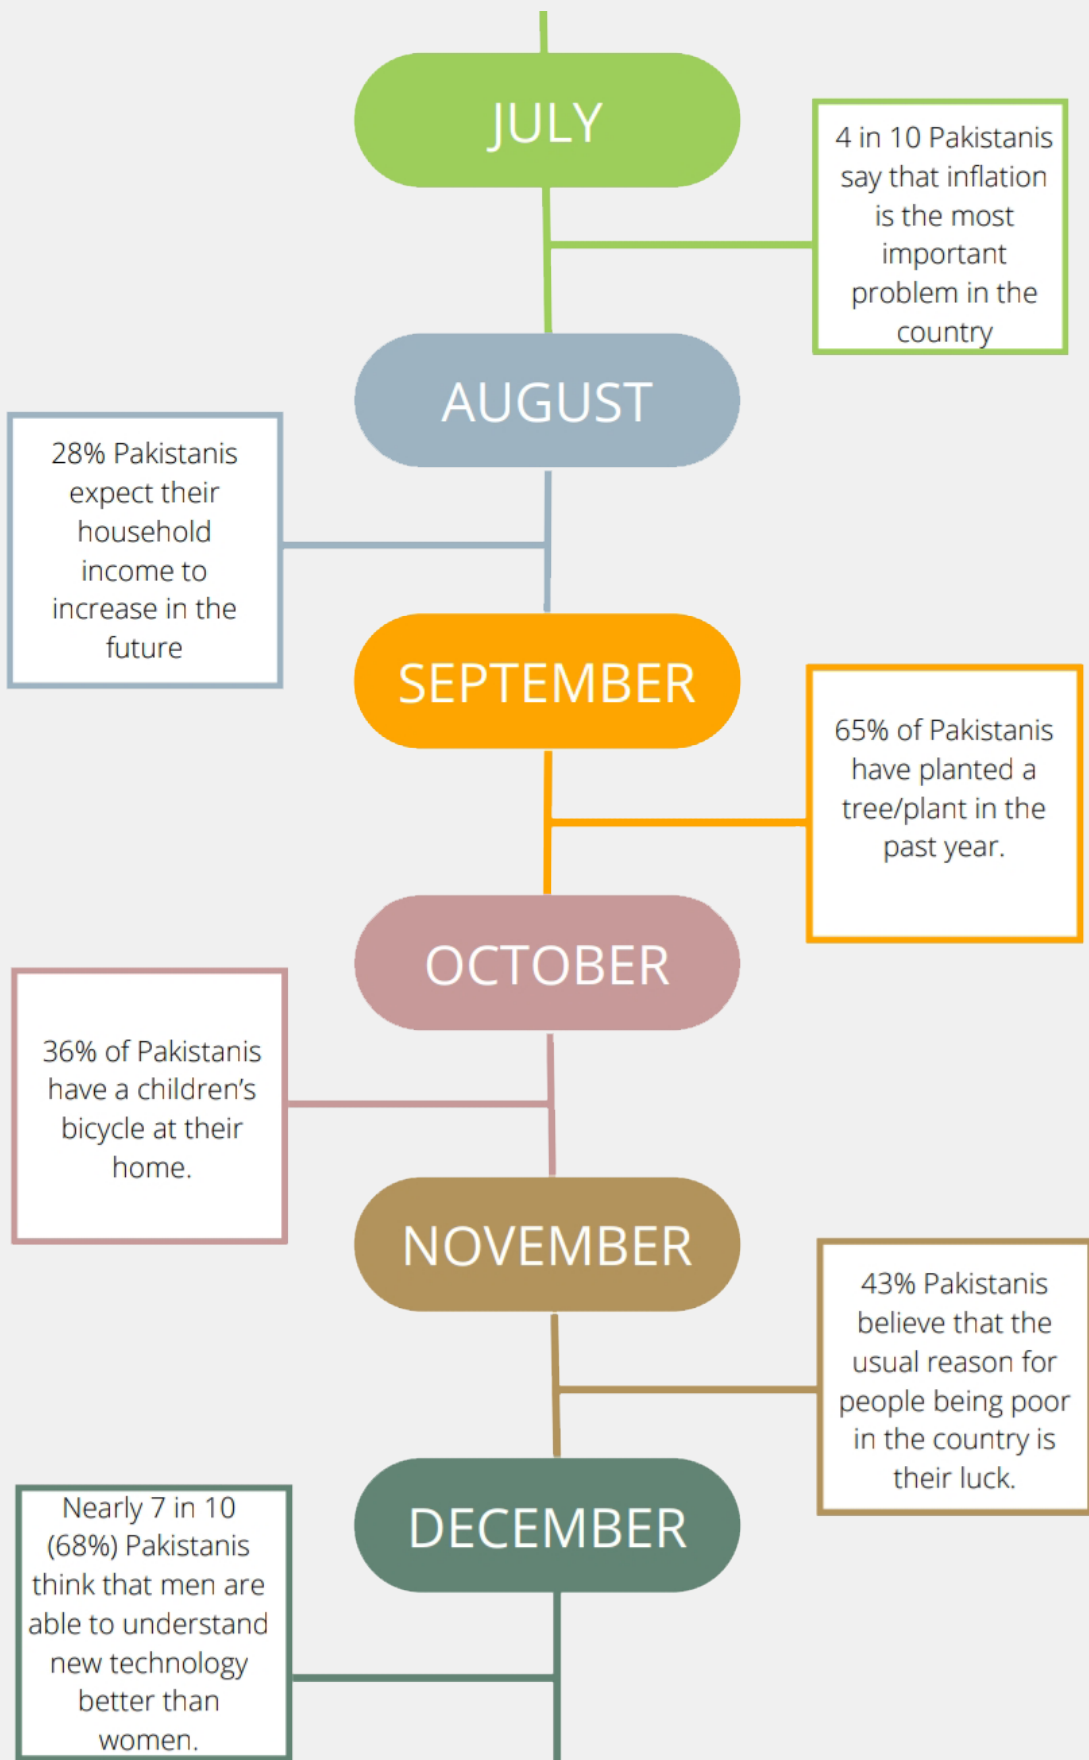 JULY
4 in 10 Pakistanis
say that inflation
is the most
important
problem in the
country
AUGUST
28% Pakistanis
expect their
household
income to
increase in the
future
SEPTEMBER
65% of Pakistanis
have planted a
tree/plant in the
past year.
OCTOBER
36% of Pakistanis
have a children’s
bicycle at their
home.
NOVEMBER
43% Pakistanis
believe that the
usual reason for
people being poor
in the country is
their luck.
DECEMBER
Nearly 7 in 10
(68%) Pakistanis
think that men are
able to understand
new technology
better than
women.